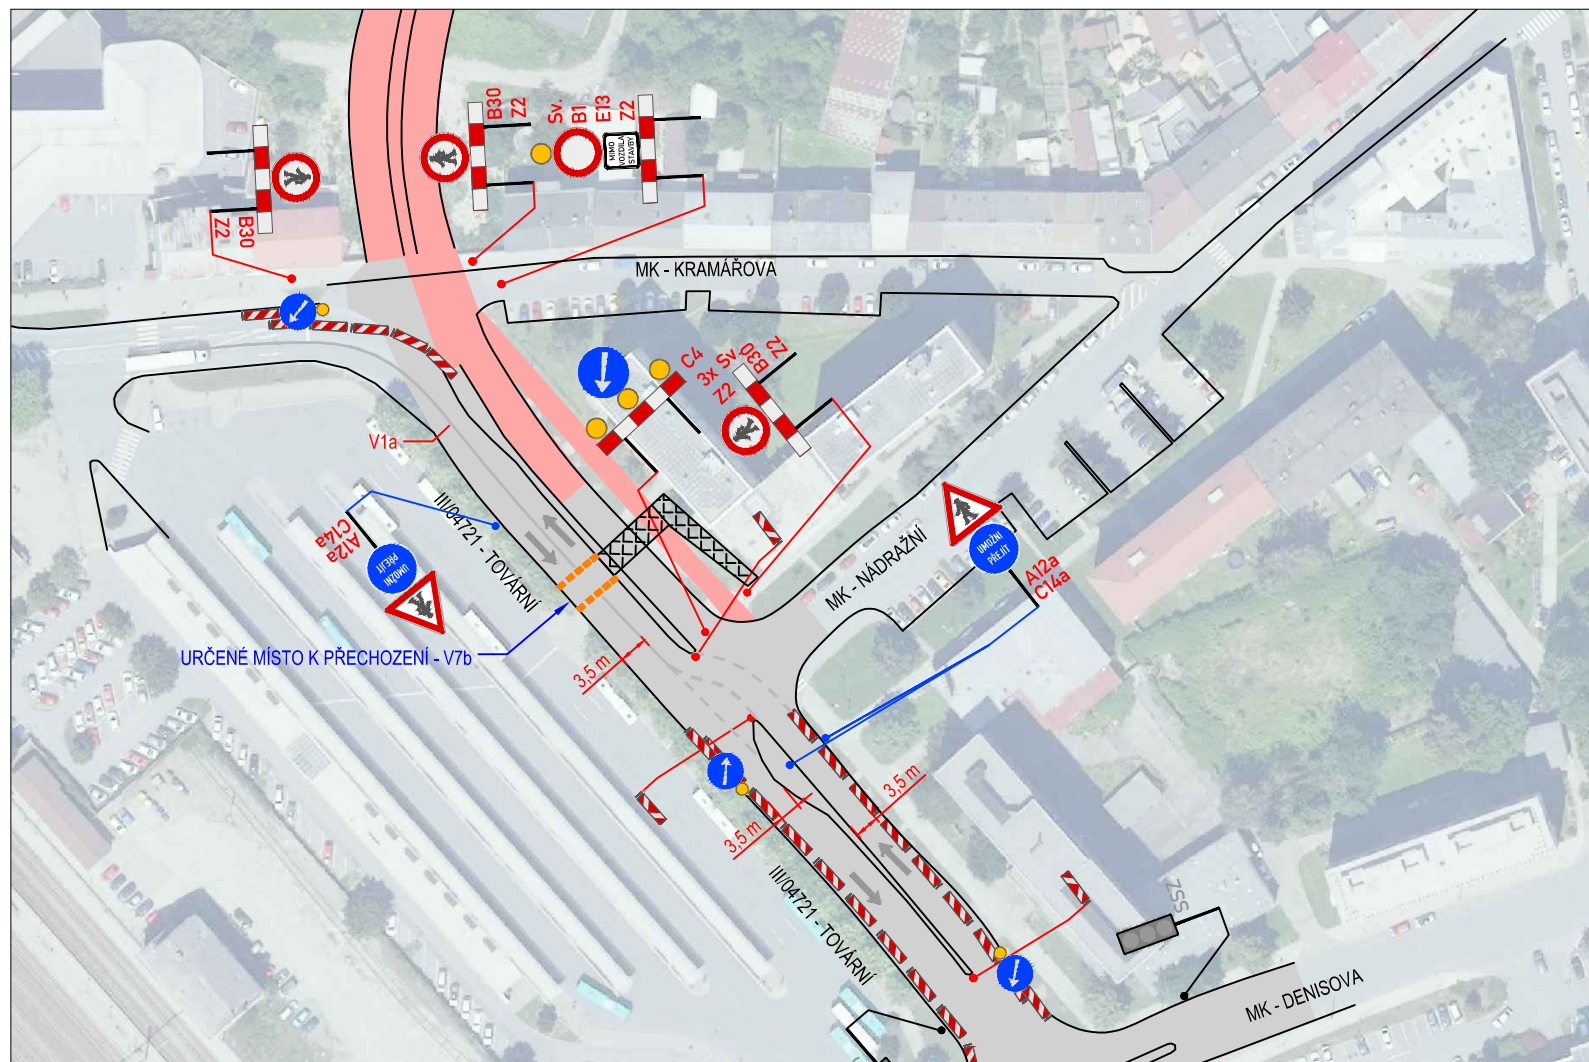 B30
Z2
Sv.
B1
E13
Z2
MIMO
VOZIDLA
STAVBY
B30
Z2
MK - KRAMÁŘOVA
C4
3x Sv.
Z2
B30
Z2
V1a
III/04721 - TOVÁRNÍ
A12a
C14a
UMOŽNI
PŘEJÍT
MK - NÁDRAŽNÍ
UMOŽNI
PŘEJÍT
A12a
C14a
URČENÉ MÍSTO K PŘECHOZENÍ - V7b
3,5 m
3,5 m
3,5 m
III/04721 - TOVÁRNÍ
ZSS
MK - DENISOVA